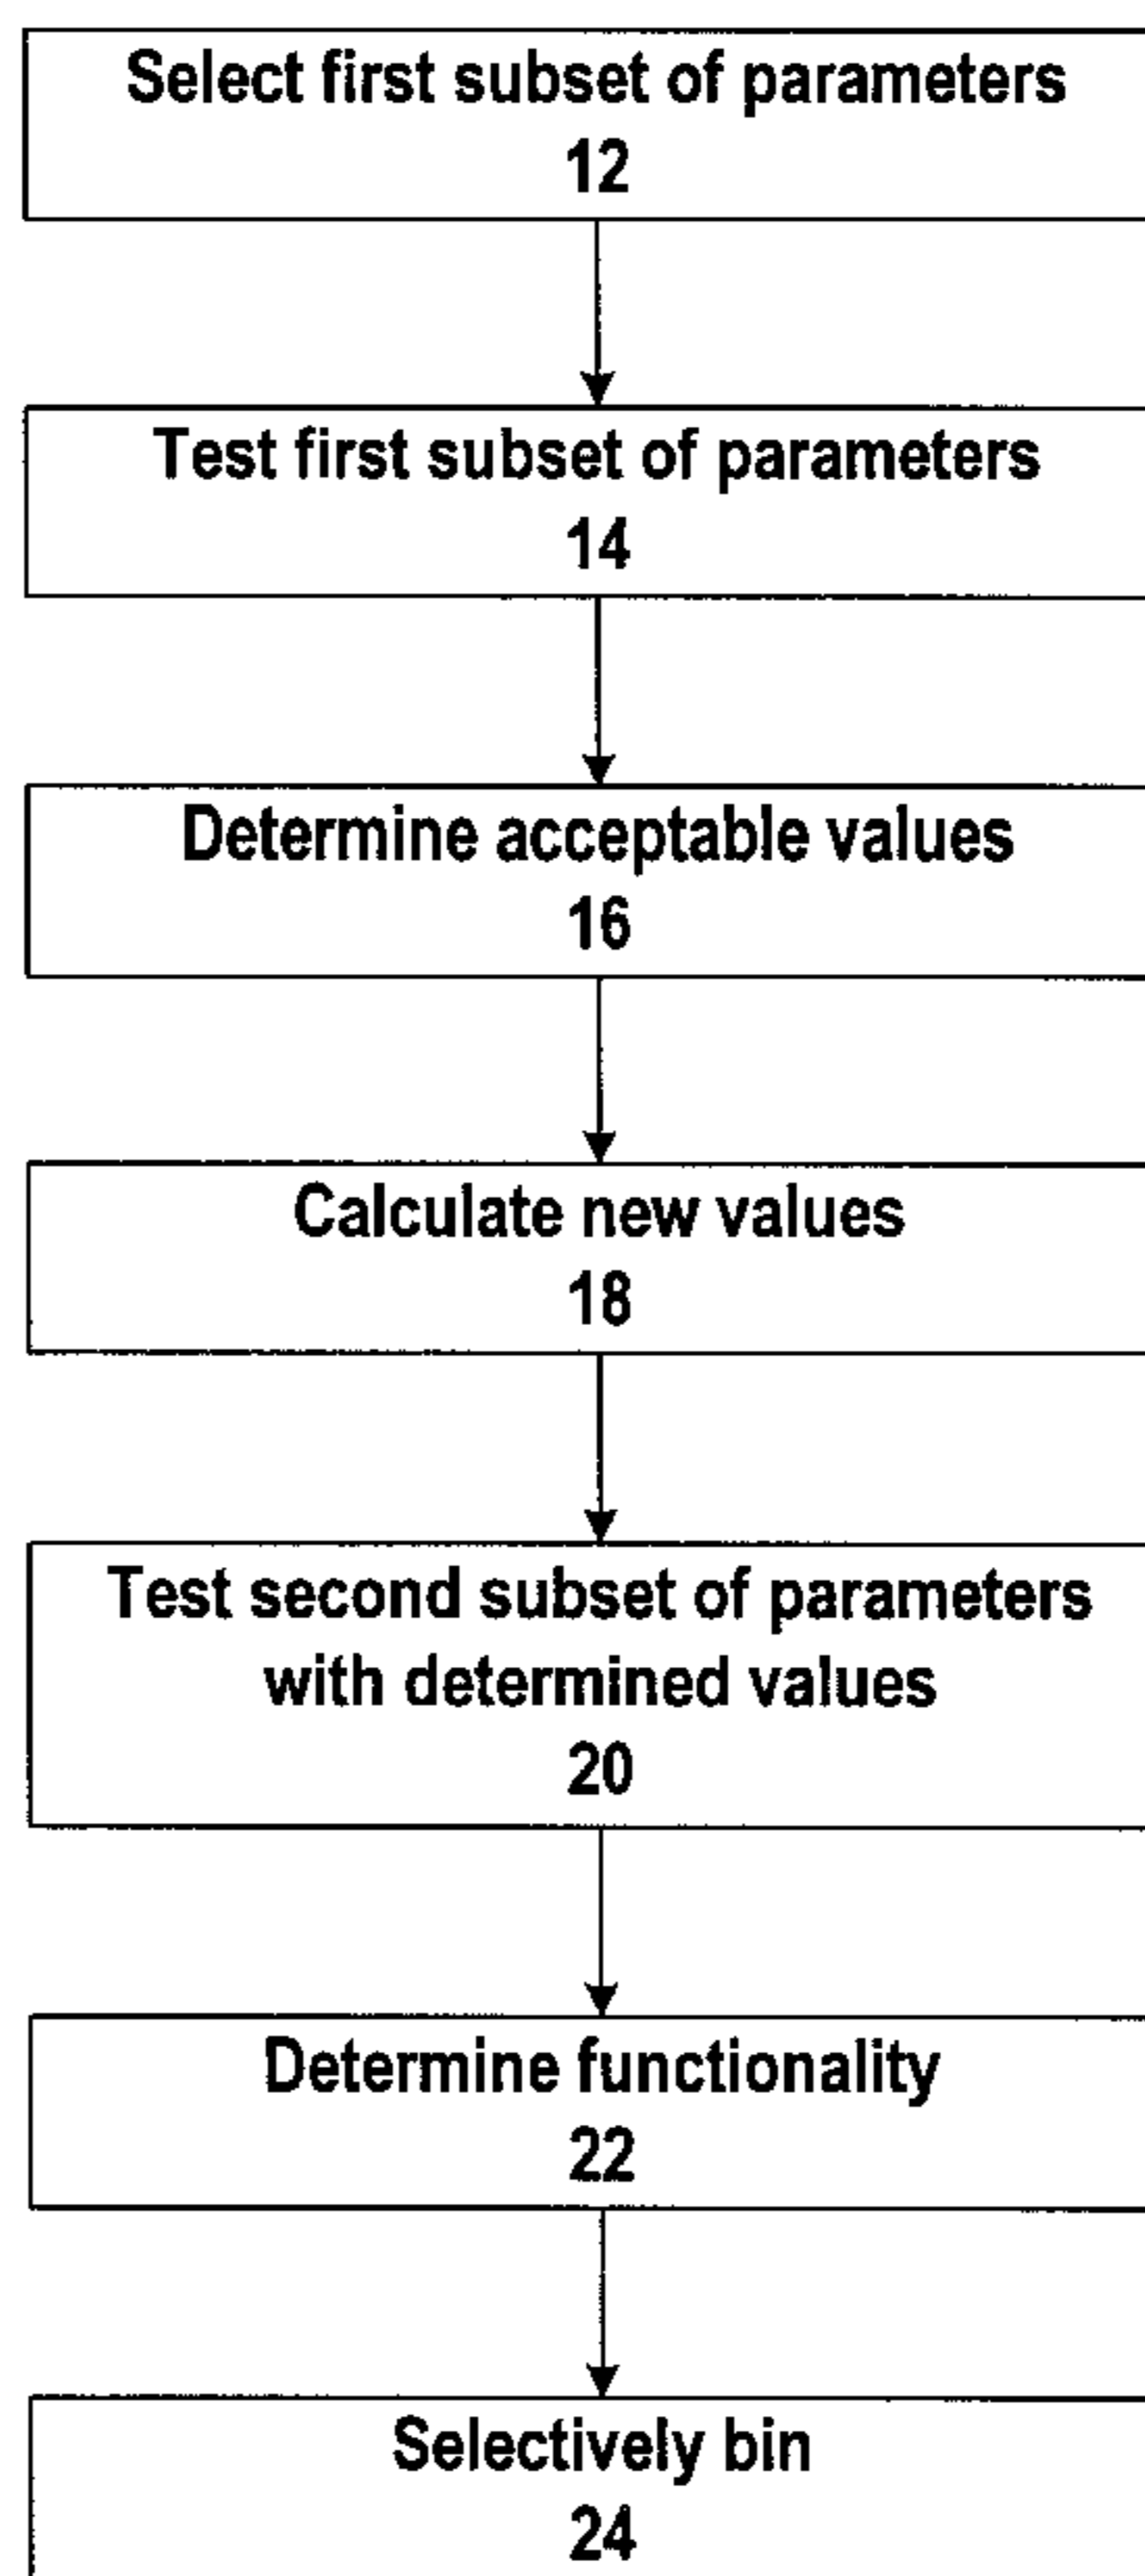 Select first subset of parameters
12
Test first subset of parameters
14
Determine acceptable values
16
Calculate new values
18
Test second subset of parameters
with determined values
20
Determine functionality
22
Selectively bin
24